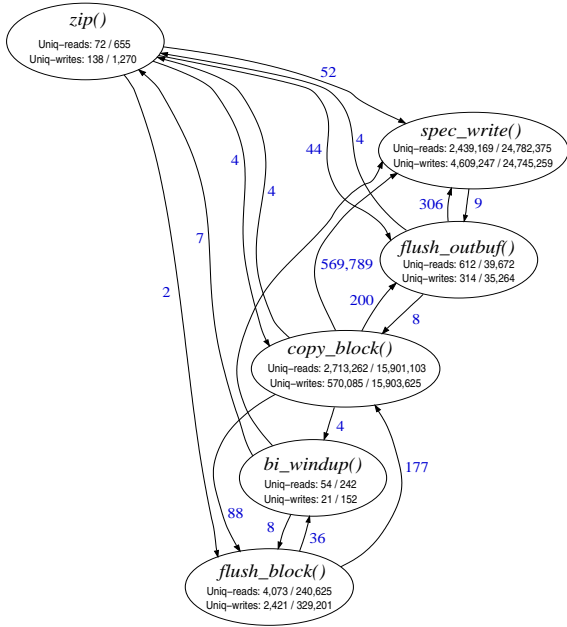 zip()
Uniq-reads: 72 / 655
Uniq-writes: 138 / 1,270
52
spec_write()
Uniq-reads: 2,439,169 / 24,782,375
Uniq-writes: 4,609,247 / 24,745,259
4
4
44
4
306
9
7
flush_outbuf()
Uniq-reads: 612 / 39,672
Uniq-writes: 314 / 35,264
569,789
2
200
8
copy_block()
Uniq-reads: 2,713,262 / 15,901,103
Uniq-writes: 570,085 / 15,903,625
4
bi_windup()
Uniq-reads: 54 / 242
Uniq-writes: 21 / 152
177
88
8
36
flush_block()
Uniq-reads: 4,073 / 240,625
Uniq-writes: 2,421 / 329,201